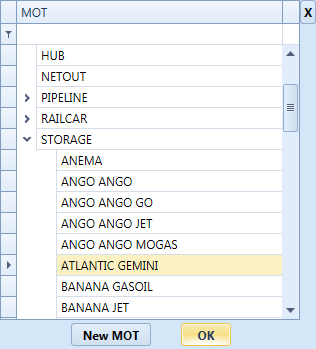 MOT
X
HUB
NETOUT
PIPELINE
RAILCAR
STORAGE
ANEMA
ANGO ANGO
ANGO ANGO GO
ANGO ANGO JET
ANGO ANGO MOGAS
ATLANTIC GEMINI
BANANA GASOIL
BANANA JET
New MOT
OK